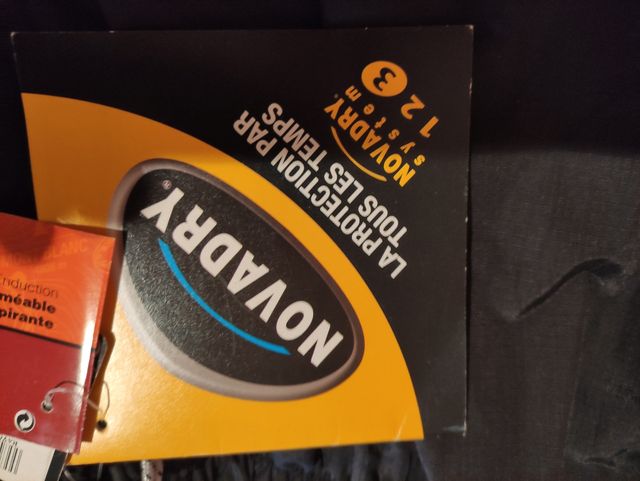 NOVADRY®
LA PROTECTION PAR
TOUS LES TEMPS
NOVADRY®
system
1 2 3
nduction
méable
pirante